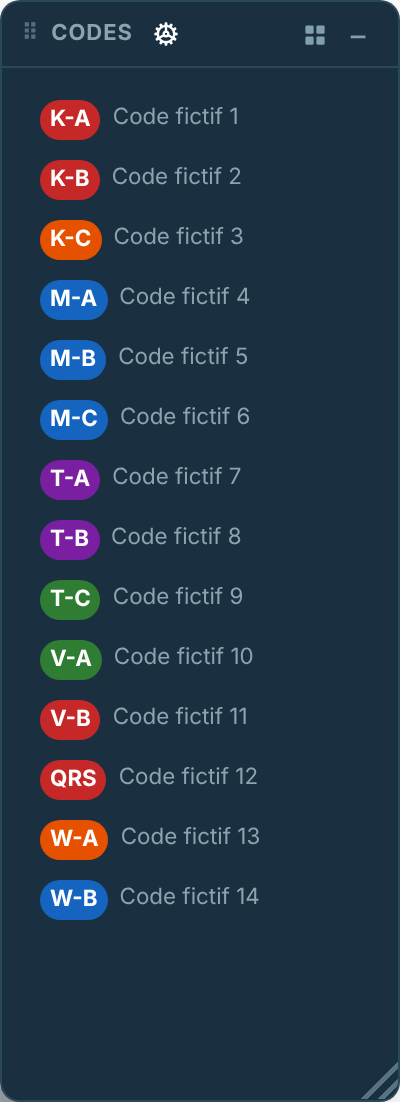 CODES
K-A Code fictif 1
K-B Code fictif 2
K-C Code fictif 3
M-A Code fictif 4
M-B Code fictif 5
M-C Code fictif 6
T-A Code fictif 7
T-B Code fictif 8
T-C Code fictif 9
V-A Code fictif 10
V-B Code fictif 11
QRS Code fictif 12
W-A Code fictif 13
W-B Code fictif 14